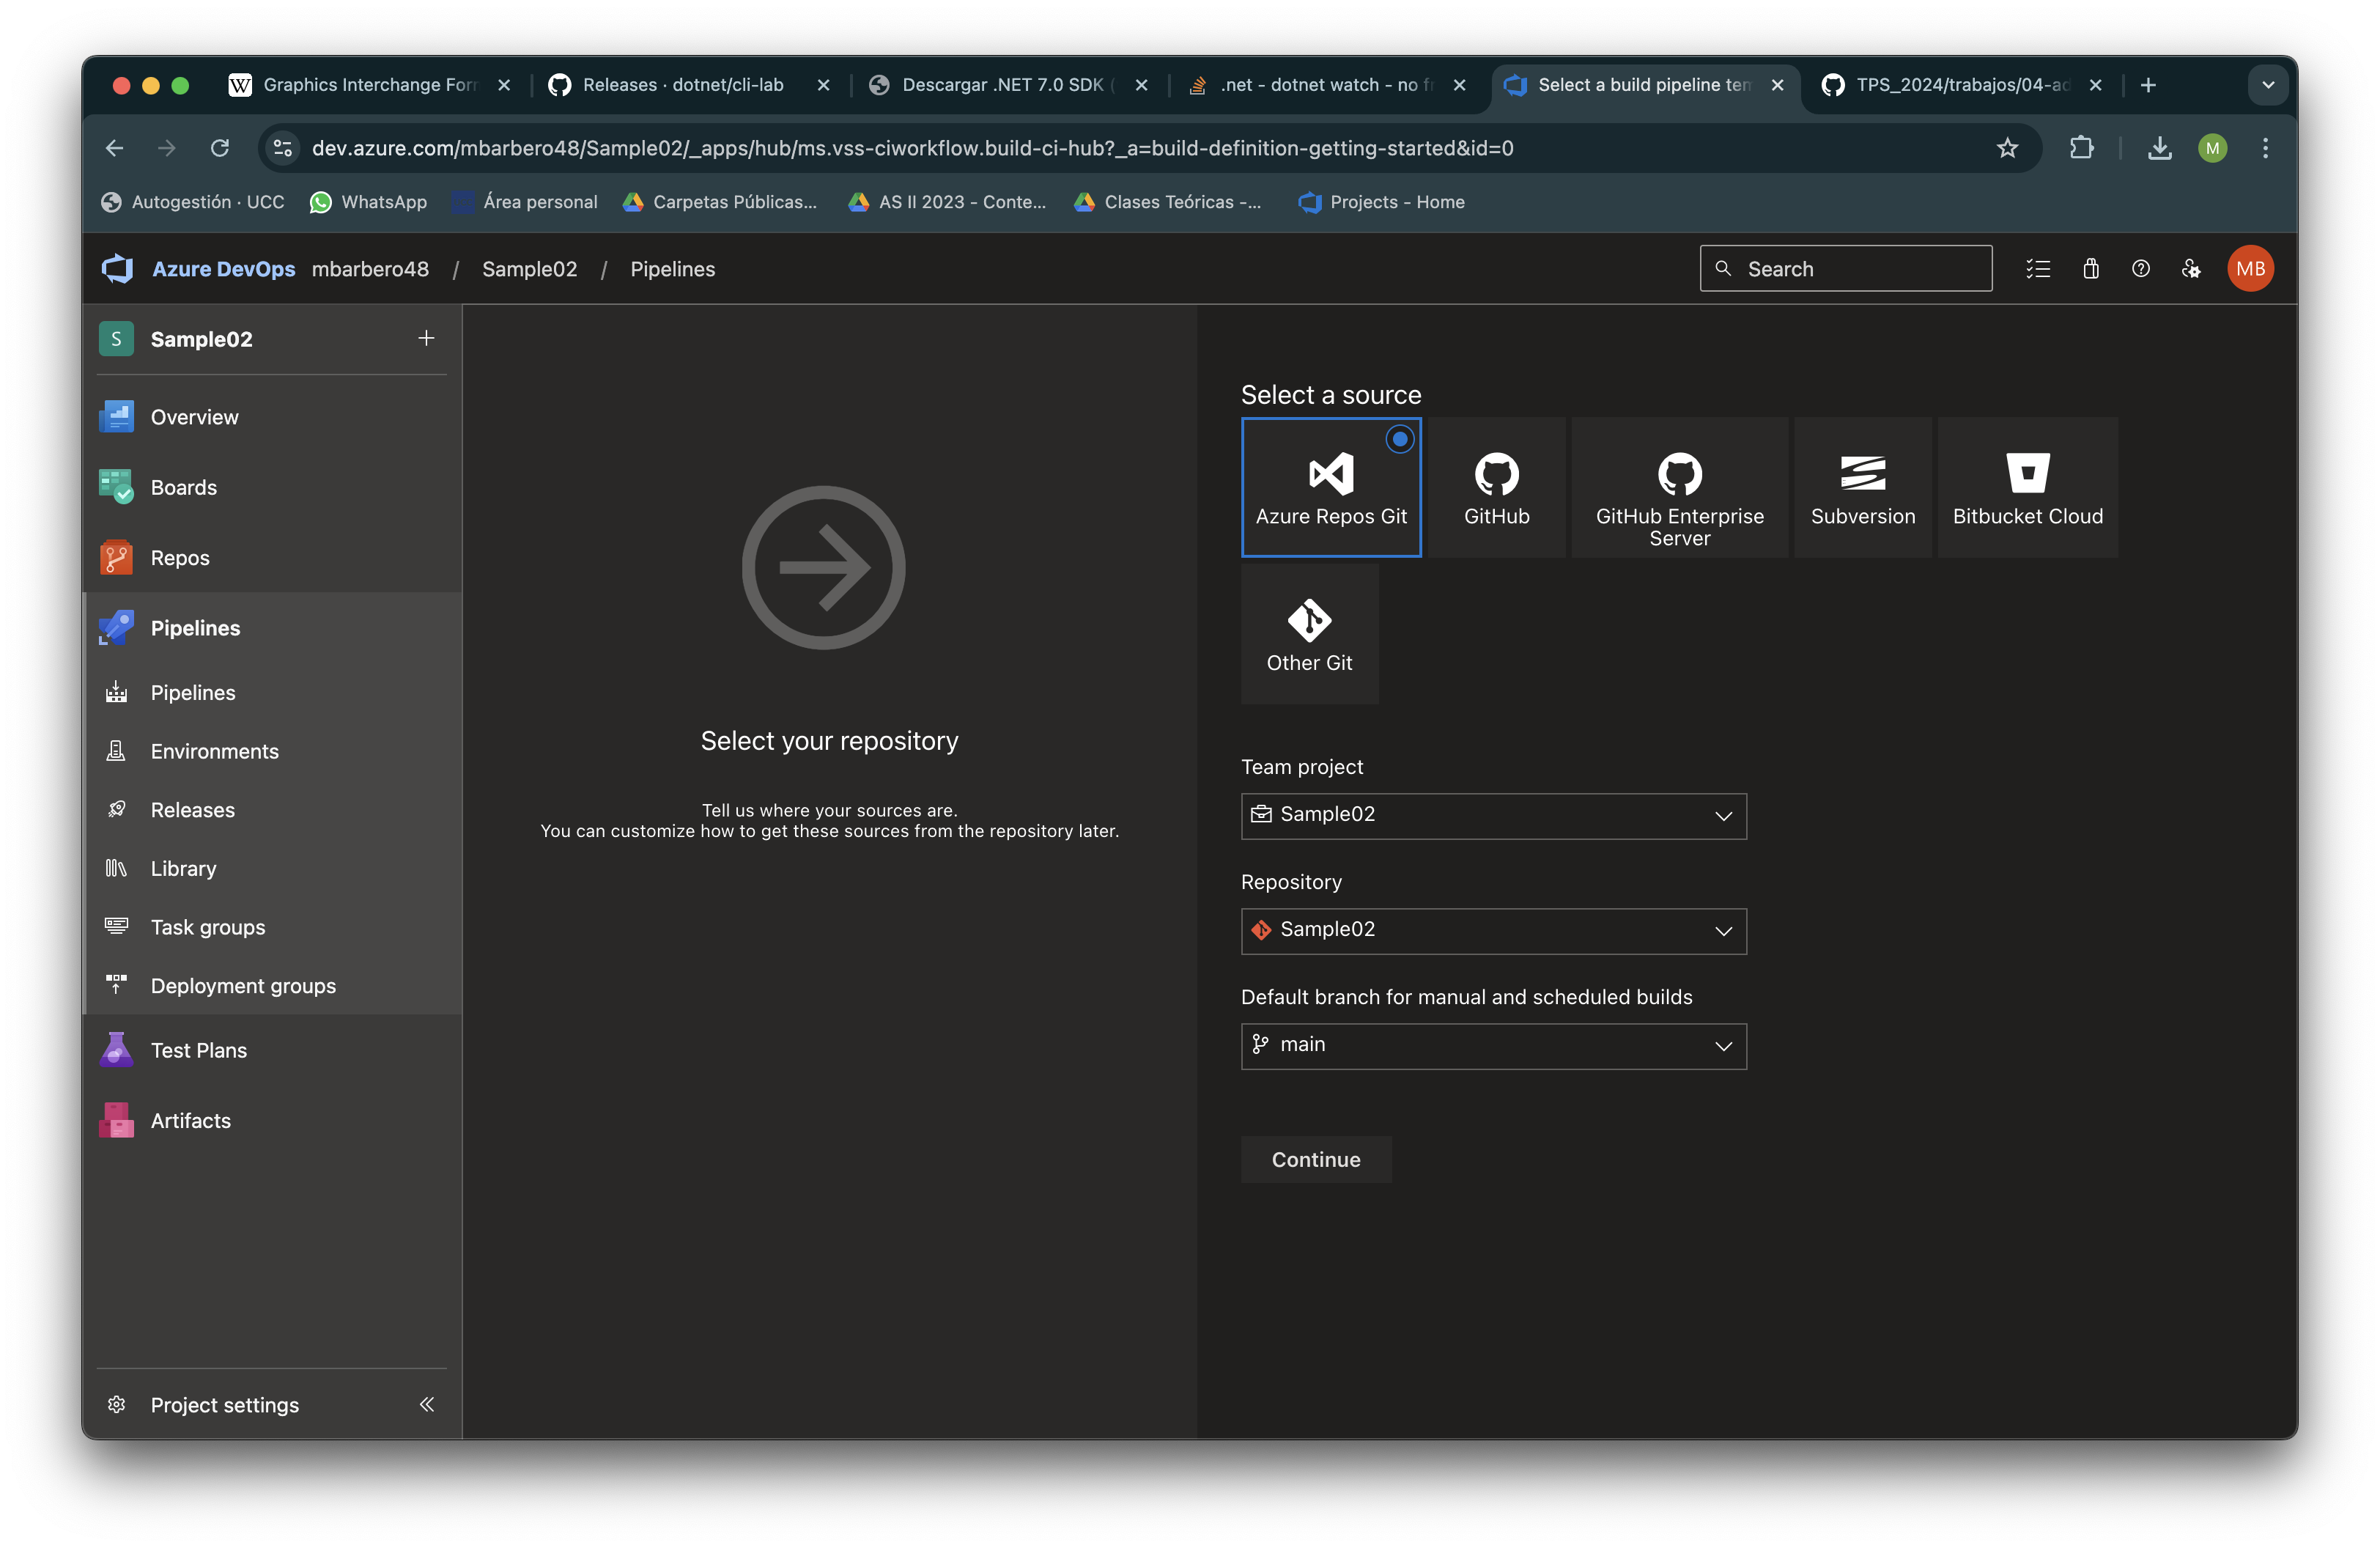 Graphics Interchange For
Releases · dotnet/cli-lab
Descargar .NET 7.0 SDK (
.net - dotnet watch - no fr
Select a build pipeline tem
TPS_2024/trabajos/04-ad
dev.azure.com/mbarbero48/Sample02/_apps/hub/ms.vss-ciworkflow.build-ci-hub?_a=build-definition-getting-started&id=0
M
Autogestión · UCC
WhatsApp
Área personal
Carpetas Públicas...
AS II 2023 - Conte...
Clases Teóricas -...
Projects - Home
Azure DevOps mbarbero48 / Sample02 / Pipelines
Search
MB
S Sample02
Overview
Boards
Repos
Pipelines
Pipelines
Environments
Releases
Library
Task groups
Deployment groups
Test Plans
Artifacts
Project settings
Select your repository
Tell us where your sources are.
You can customize how to get these sources from the repository later.
Select a source
Azure Repos Git
GitHub
GitHub Enterprise
Server
Subversion
Bitbucket Cloud
Other Git
Team project
Sample02
Repository
Sample02
Default branch for manual and scheduled builds
main
Continue